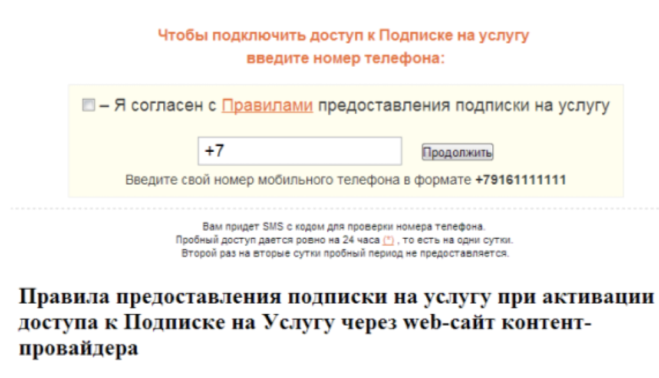 Чтобы подключить доступ к Подписке на услугу
введите номер телефона:
– Я согласен с Правилами предоставления подписки на услугу
+7 Продолжить
Введите свой номер мобильного телефона в формате +79161111111
Вам придет SMS с кодом для проверки номера телефона.
Пробный доступ дается ровно на 24 часа [*] , то есть на одни сутки.
Второй раз на вторые сутки пробный период не предоставляется.
Правила предоставления подписки на услугу при активации
доступа к Подписке на Услугу через web-сайт контент-
провайдера